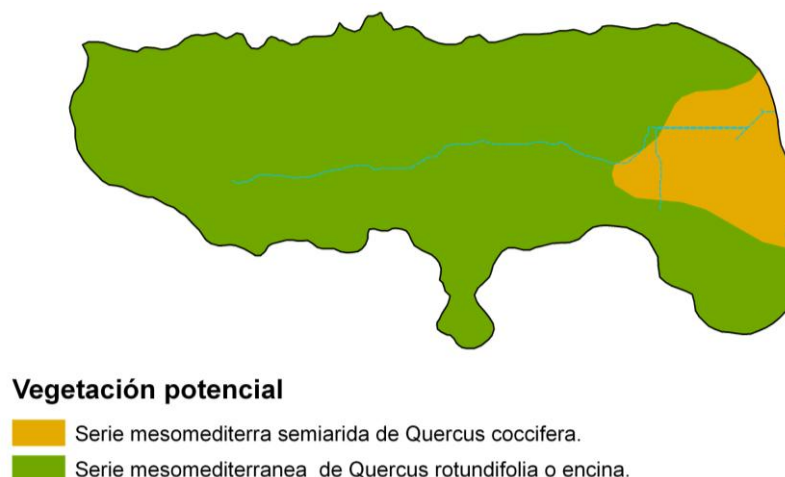 Vegetación potencial
Serie mesomediterra semiarida de Quercus coccifera.
Serie mesomediterranea de Quercus rotundifolia o encina.